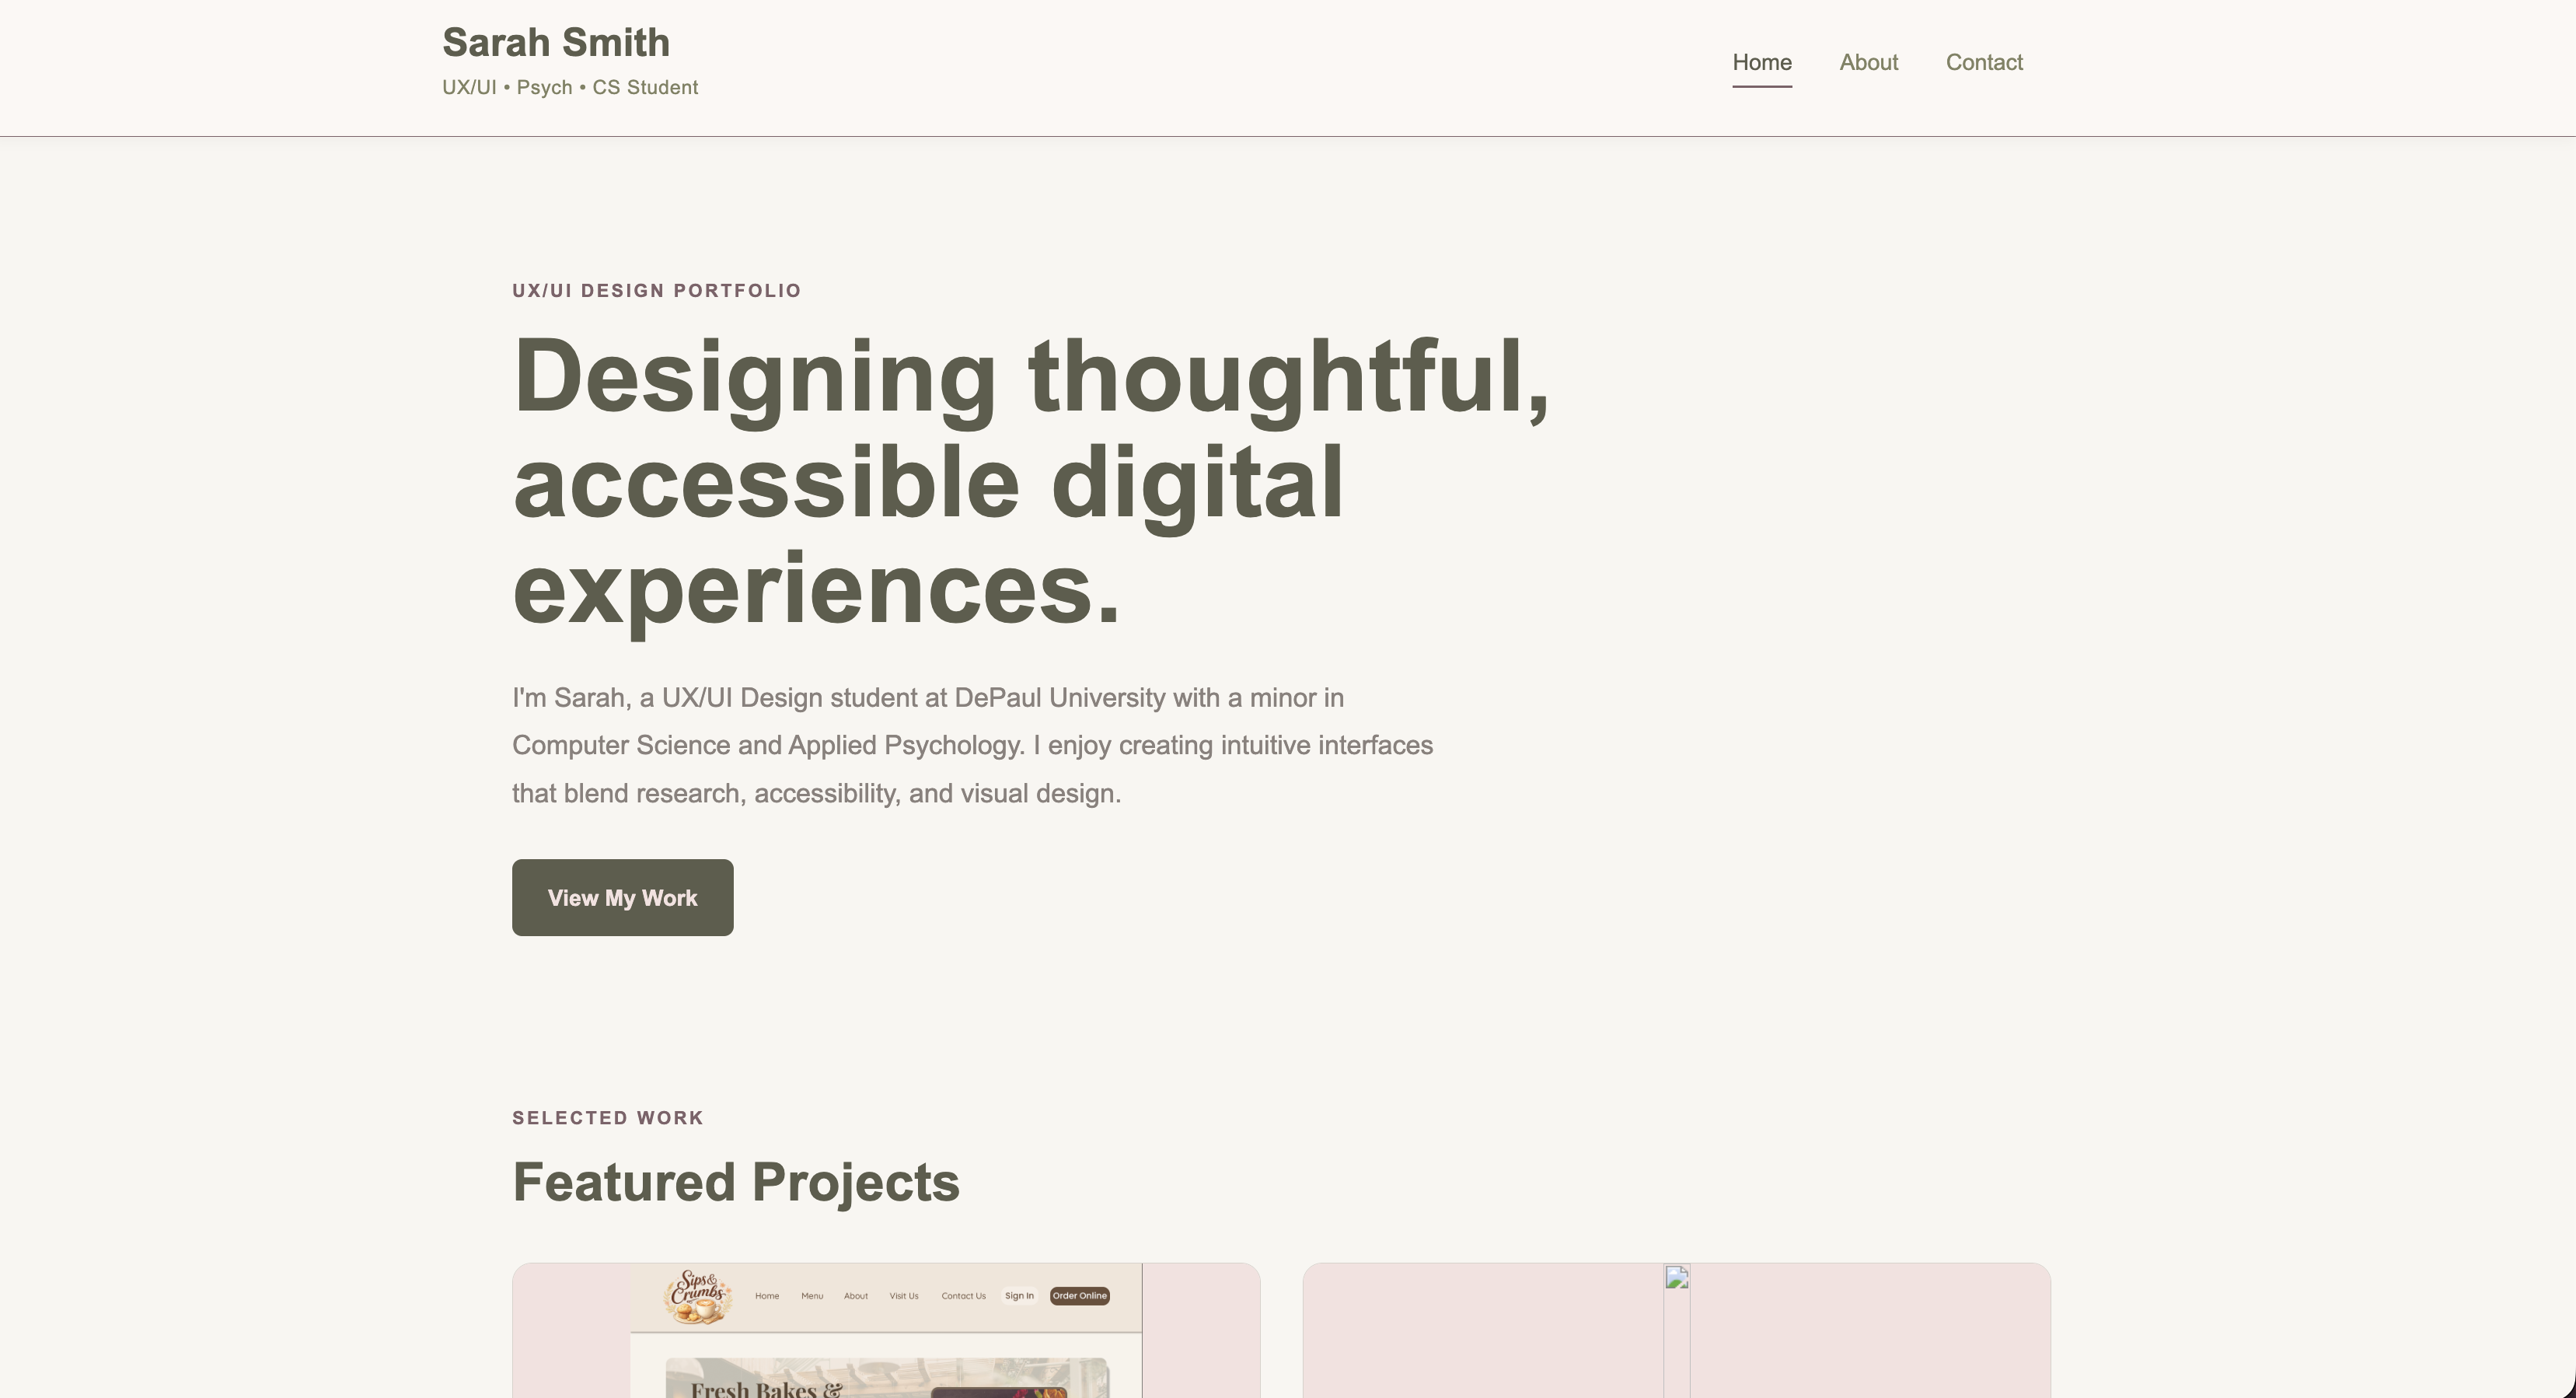 Sarah Smith
UX/UI • Psych • CS Student
Home About Contact
UX/UI DESIGN PORTFOLIO
Designing thoughtful,
accessible digital
experiences.
I'm Sarah, a UX/UI Design student at DePaul University with a minor in
Computer Science and Applied Psychology. I enjoy creating intuitive interfaces
that blend research, accessibility, and visual design.
View My Work
SELECTED WORK
Featured Projects
Sips &
Crumbs
Home Menu About Visit Us Contact Us Sign In Order Online
Fresh Bakes &